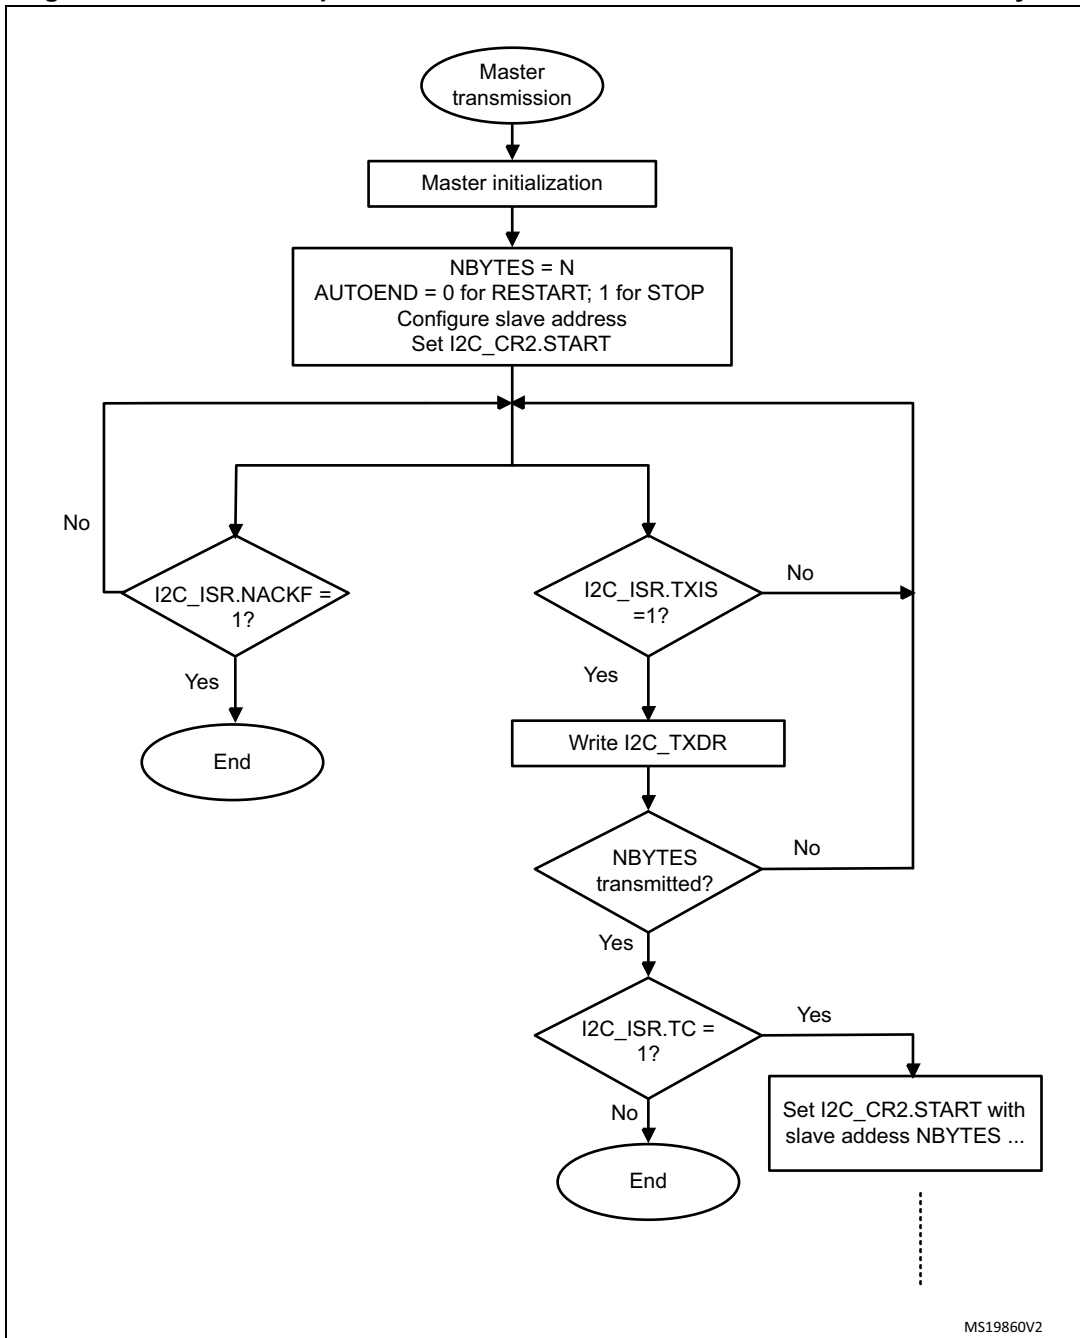 Master
transmission
Master initialization
NBYTES = N
AUTOEND = 0 for RESTART; 1 for STOP
Configure slave address
Set I2C_CR2.START
No
I2C_ISR.NACKF =
1?
Yes
End
I2C_ISR.TXIS
=1?
No
Yes
Write I2C_TXDR
NBYTES
transmitted?
No
Yes
I2C_ISR.TC =
1?
Yes
No
End
Set I2C_CR2.START with
slave addess NBYTES ...
MS19860V2